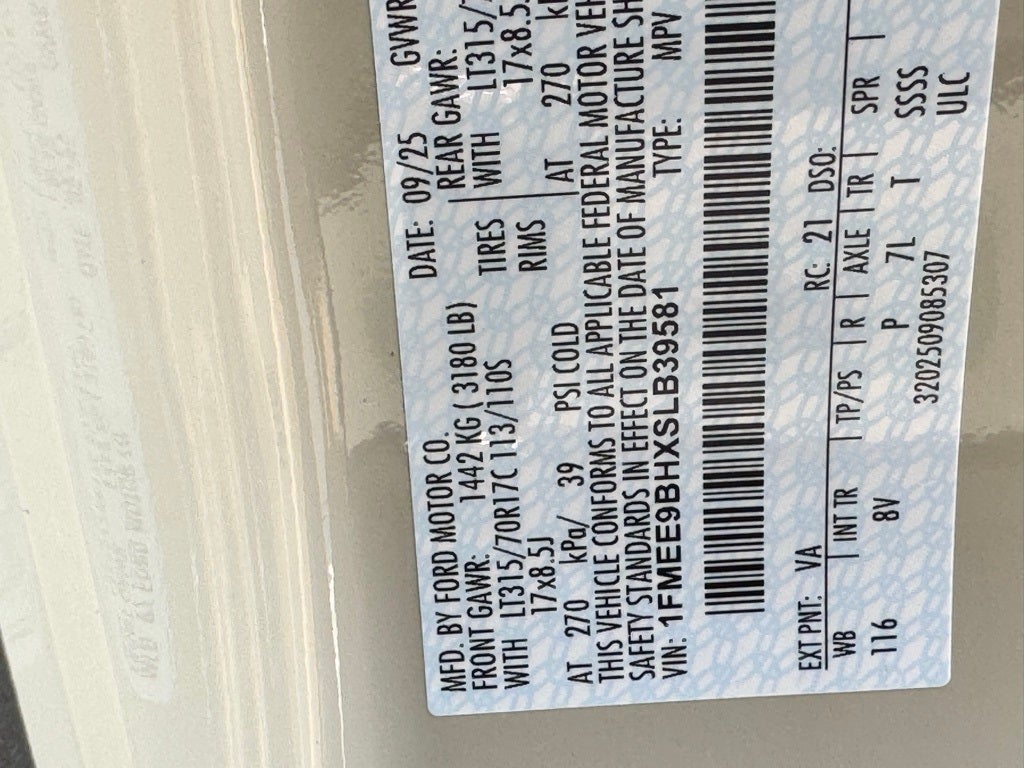 MFD. BY FORD MOTOR CO.
DATE: 09/25 GVWR
FRONT GAWR: 1442 KG ( 3180 LB) REAR GAWR:
WITH LT315/70R17C 113/110S TIRES WITH LT315/
17x8.5J RIMS 17x8.5
AT 270 kPa/ 39 PSI COLD AT 270
THIS VEHICLE CONFORMS TO ALL APPLICABLE FEDERAL MOTOR VEH
SAFETY STANDARDS IN EFFECT ON THE DATE OF MANUFACTURE SH
VIN: 1FMEE9BHXSLB39581 TYPE: MPV
EXT PNT: VA RC: 21 DSO:
WB | INT TR | TP/PS | R | AXLE | TR | SPR |
116 8V P 7L T SSSS
3202509085307 ULC